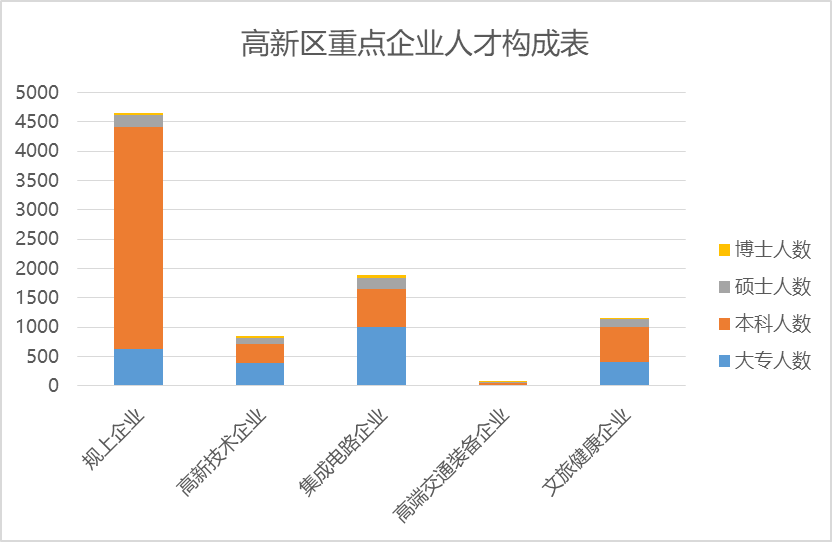 高新区重点企业人才构成表
5000
4500
4000
3500
3000
2500
2000
1500
1000
500
0
规上企业
高新技术企业
集成电路企业
高端交通装备企业
文旅健康企业
博士人数
硕士人数
本科人数
大专人数